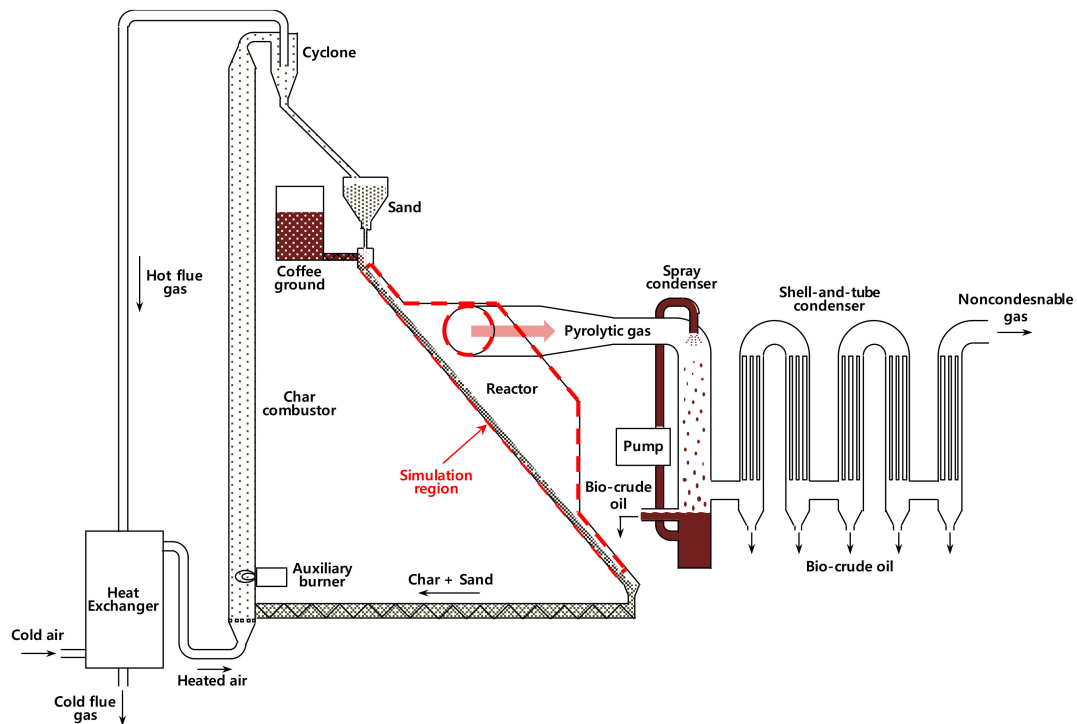 Cyclone
Sand
Coffee
ground
Hot flue
gas
Spray
condenser
Shell-and-tube
condenser
Noncondesnable
gas
Pyrolytic gas
Reactor
Char
combustor
Simulation
region
Pump
Bio-crude
oil
Bio-crude oil
Auxiliary
burner
Char + Sand
Heat
Exchanger
Cold air
Heated air
Cold flue
gas